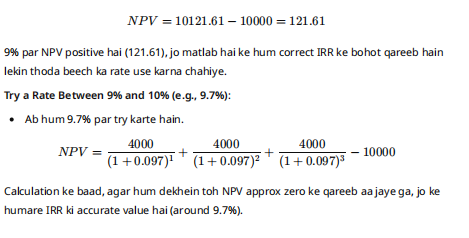 NPV = 10121.61 − 10000 = 121.61
9% par NPV positive hai (121.61), jo matlab hai ke hum correct IRR ke bohot qareeb hain
lekin thoda beech ka rate use karna chahiye.
Try a Rate Between 9% and 10% (e.g., 9.7%):
• Ab hum 9.7% par try karte hain.
NPV = 4000/(1 + 0.097)¹ + 4000/(1 + 0.097)² + 4000/(1 + 0.097)³ − 10000
Calculation ke baad, agar hum dekhein toh NPV approx zero ke qareeb aa jaye ga, jo ke
humare IRR ki accurate value hai (around 9.7%).